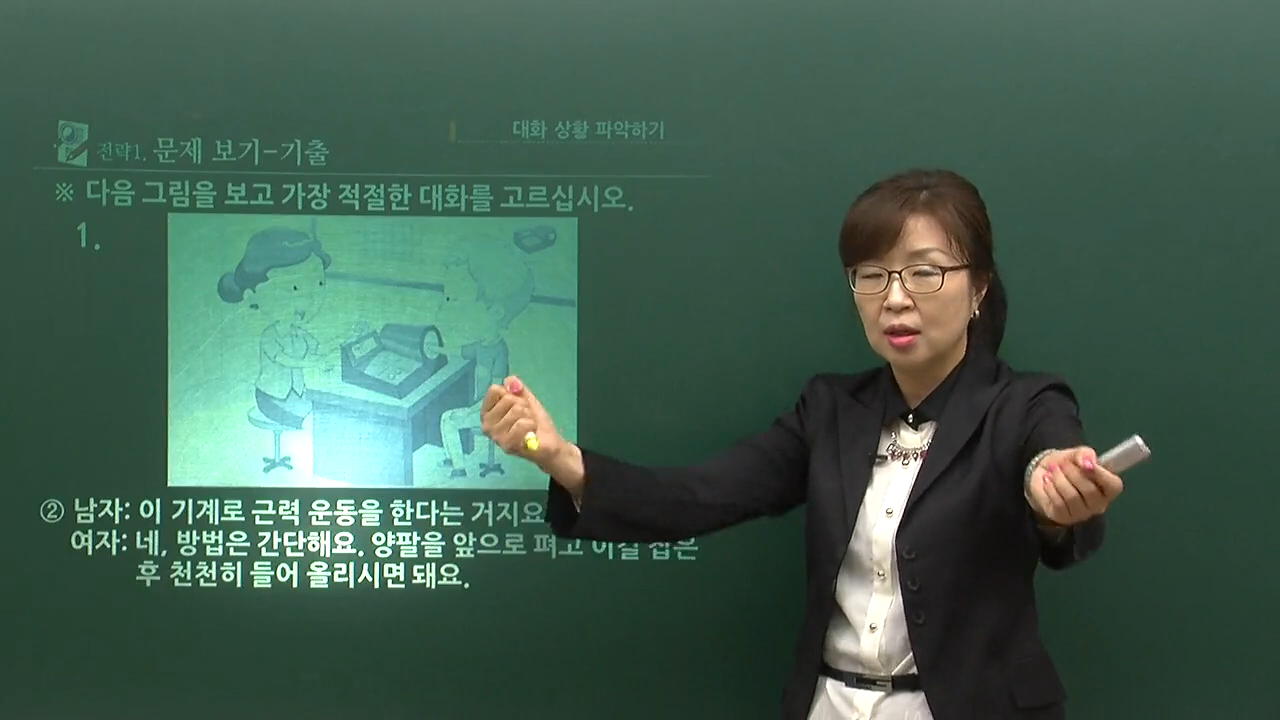 대화 상황 파악하기
전략1. 문제 보기-기출
※ 다음 그림을 보고 가장 적절한 대화를 고르십시오.
1.
② 남자: 이 기계로 근력 운동을 한다는 거지요
여자: 네, 방법은 간단해요. 양팔을 앞으로 펴고 이걸 잡은
후 천천히 들어 올리시면 돼요.